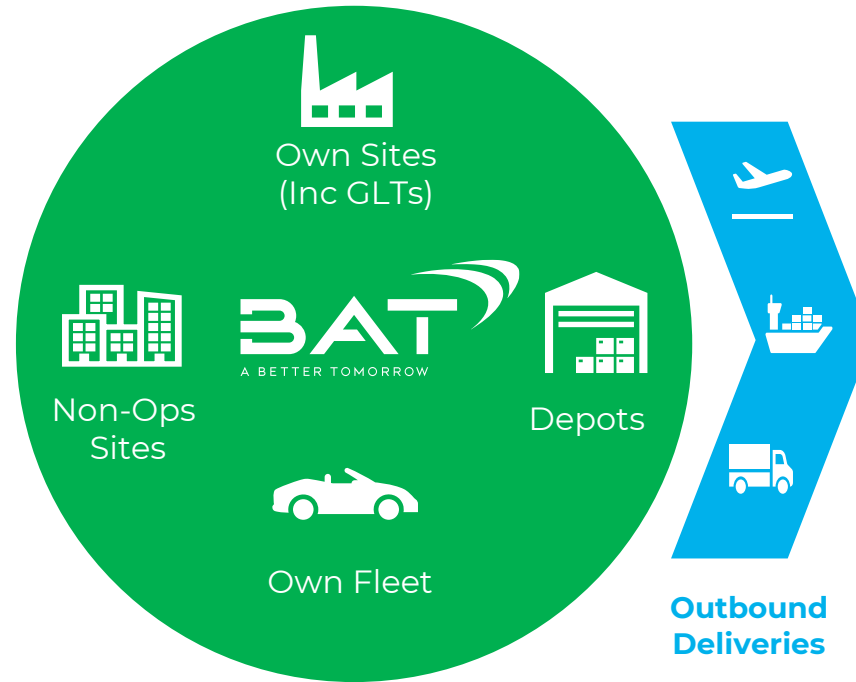 Own Sites
(Inc GLTs)
BAT
A BETTER TOMORROW
Non-Ops
Sites
Depots
Own Fleet
Outbound
Deliveries